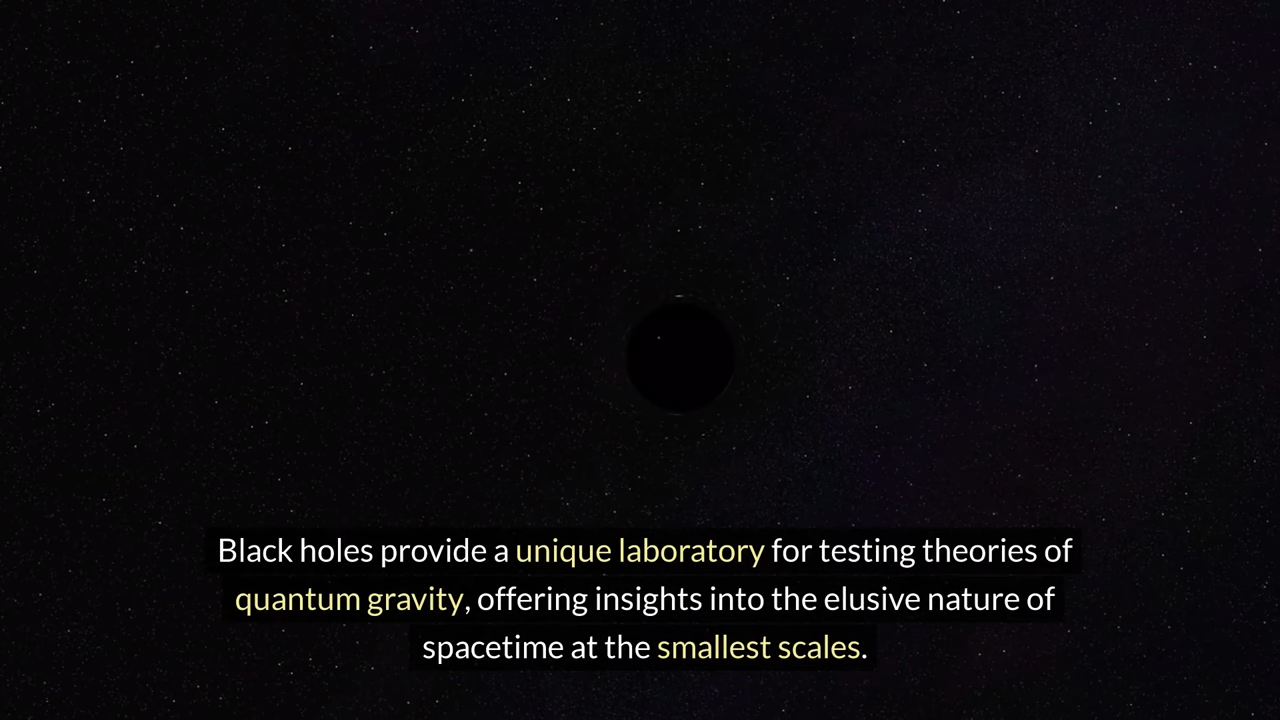 Black holes provide a unique laboratory for testing theories of
quantum gravity, offering insights into the elusive nature of
spacetime at the smallest scales.